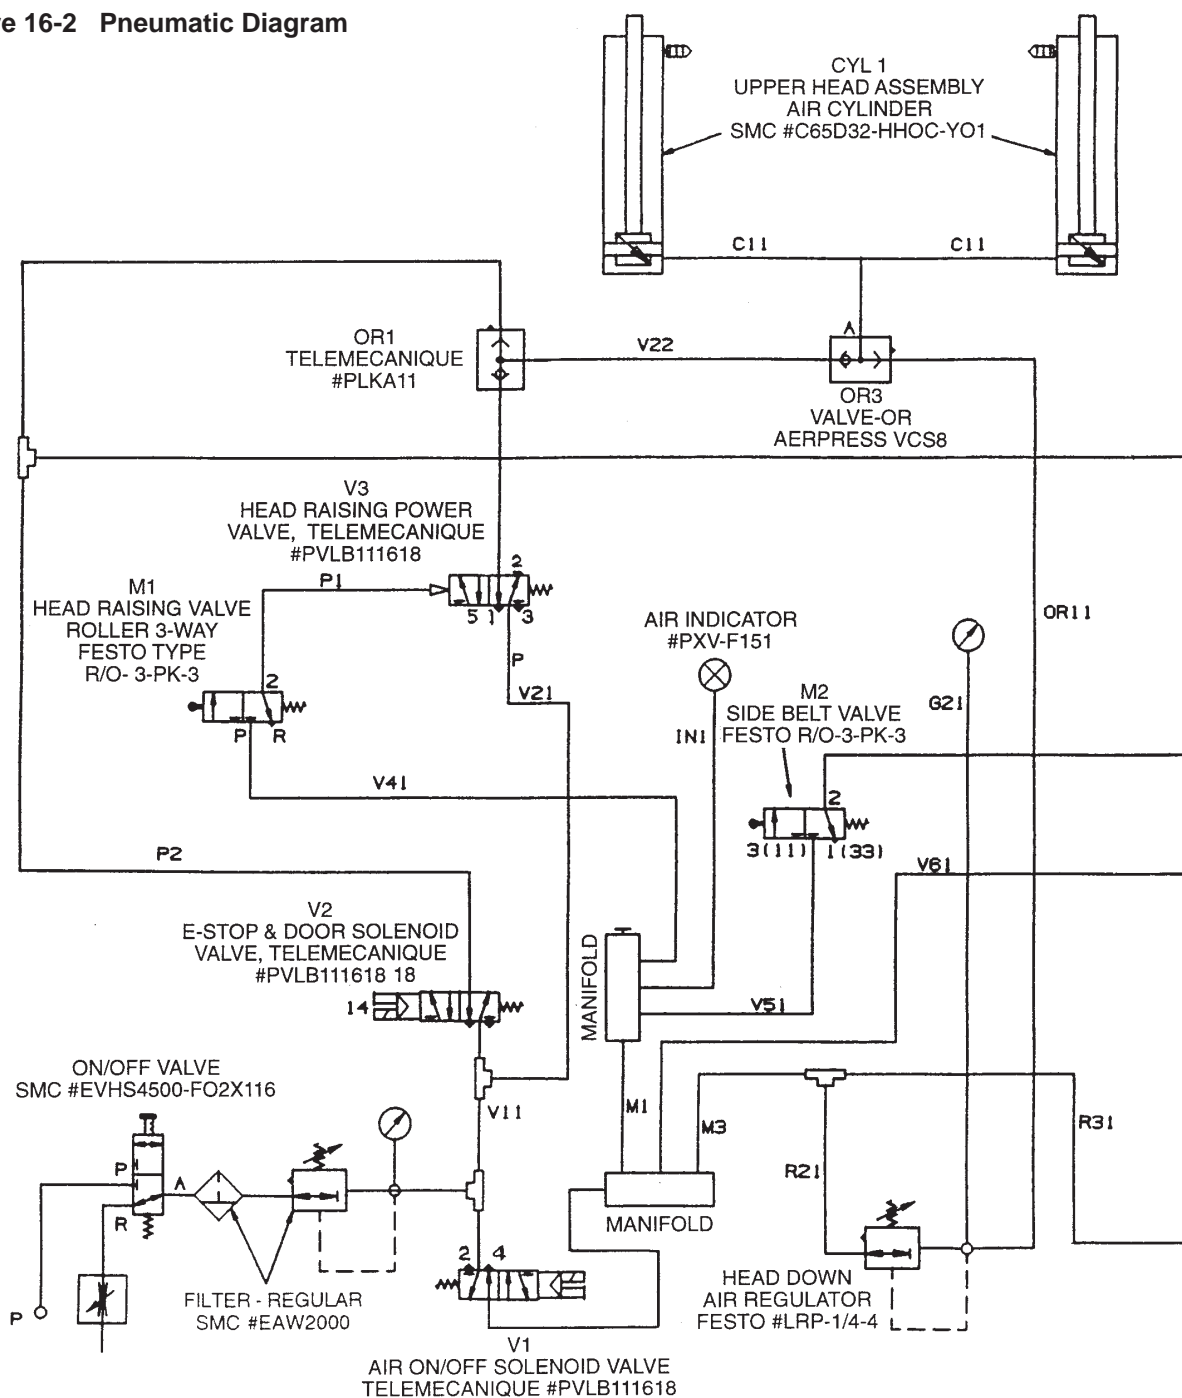 e 16-2 Pneumatic Diagram
CYL 1
UPPER HEAD ASSEMBLY
AIR CYLINDER
SMC #C65D32-HHOC-YO1
C11
C11
OR1
TELEMECANIQUE
#PLKA11
V22
A
OR3
VALVE-OR
AERPRESS VCS8
V3
HEAD RAISING POWER
VALVE, TELEMECANIQUE
#PVLB111618
2
5
1
3
P1
M1
HEAD RAISING VALVE
ROLLER 3-WAY
FESTO TYPE
R/O- 3-PK-3
2
P
R
P
V21
AIR INDICATOR
#PXV-F151
IN1
OR11
G21
M2
SIDE BELT VALVE
FESTO R/O-3-PK-3
2
3(11)
1(33)
V41
P2
V61
V2
E-STOP & DOOR SOLENOID
VALVE, TELEMECANIQUE
#PVLB111618 18
14
MANIFOLD
V51
ON/OFF VALVE
SMC #EVHS4500-FO2X116
P
A
R
P
V11
M1
M3
R21
R31
MANIFOLD
2
4
FILTER - REGULAR
SMC #EAW2000
HEAD DOWN
AIR REGULATOR
FESTO #LRP-1/4-4
V1
AIR ON/OFF SOLENOID VALVE
TELEMECANIQUE #PVLB111618